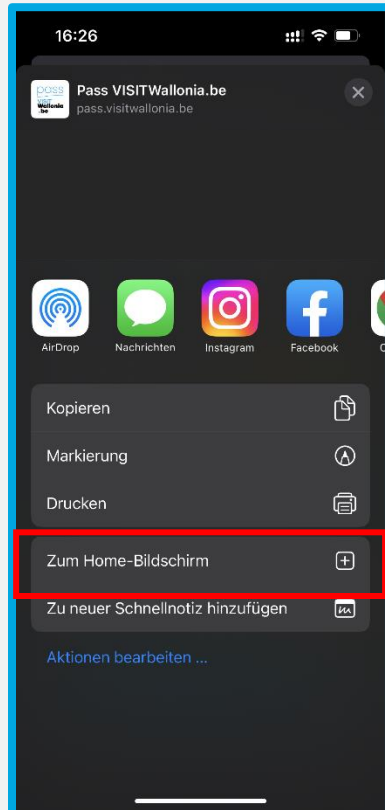 16:26
pass
VISIT
Wallonia
.be
Pass VISITWallonia.be
pass.visitwallonia.be
AirDrop
Nachrichten
Instagram
Facebook
C
Kopieren
Markierung
Drucken
Zum Home-Bildschirm
Zu neuer Schnellnotiz hinzufügen
Aktionen bearbeiten ...